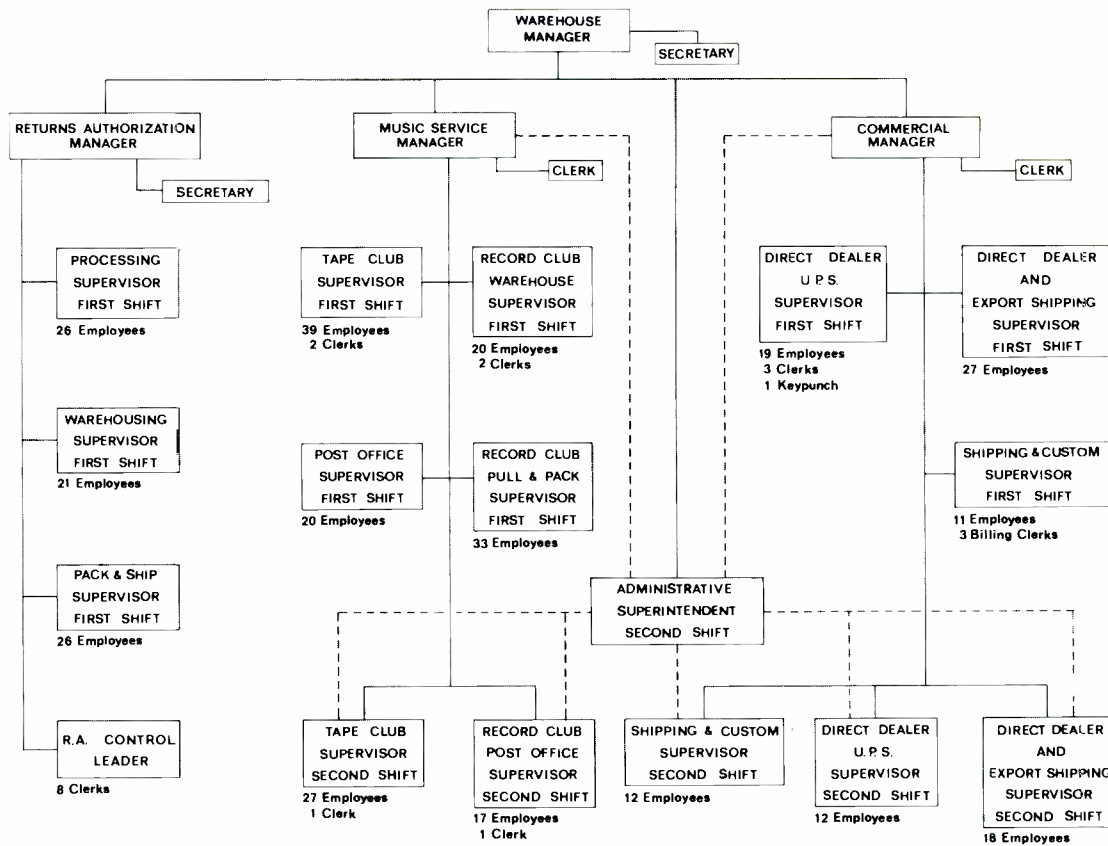 WAREHOUSE
MANAGER
SECRETARY
RETURNS AUTHORIZATION
MANAGER
SECRETARY
MUSIC SERVICE
MANAGER
CLERK
COMMERCIAL
MANAGER
CLERK
PROCESSING
SUPERVISOR
FIRST SHIFT
26 Employees
TAPE CLUB
SUPERVISOR
FIRST SHIFT
39 Employees
2 Clerks
RECORD CLUB
WAREHOUSE
SUPERVISOR
FIRST SHIFT
20 Employees
2 Clerks
DIRECT DEALER
U.P.S.
SUPERVISOR
FIRST SHIFT
19 Employees
3 Clerks
1 Keypunch
DIRECT DEALER
AND
EXPORT SHIPPING
SUPERVISOR
FIRST SHIFT
27 Employees
WAREHOUSING
SUPERVISOR
FIRST SHIFT
21 Employees
POST OFFICE
SUPERVISOR
FIRST SHIFT
20 Employees
RECORD CLUB
PULL & PACK
SUPERVISOR
FIRST SHIFT
33 Employees
SHIPPING & CUSTOM
SUPERVISOR
FIRST SHIFT
11 Employees
3 Billing Clerks
PACK & SHIP
SUPERVISOR
FIRST SHIFT
26 Employees
ADMINISTRATIVE
SUPERINTENDENT
SECOND SHIFT
R.A. CONTROL
LEADER
8 Clerks
TAPE CLUB
SUPERVISOR
SECOND SHIFT
27 Employees
1 Clerk
RECORD CLUB
POST OFFICE
SUPERVISOR
SECOND SHIFT
17 Employees
1 Clerk
SHIPPING & CUSTOM
SUPERVISOR
SECOND SHIFT
12 Employees
DIRECT DEALER
U.P.S.
SUPERVISOR
SECOND SHIFT
12 Employees
DIRECT DEALER
AND
EXPORT SHIPPING
SUPERVISOR
SECOND SHIFT
18 Employees